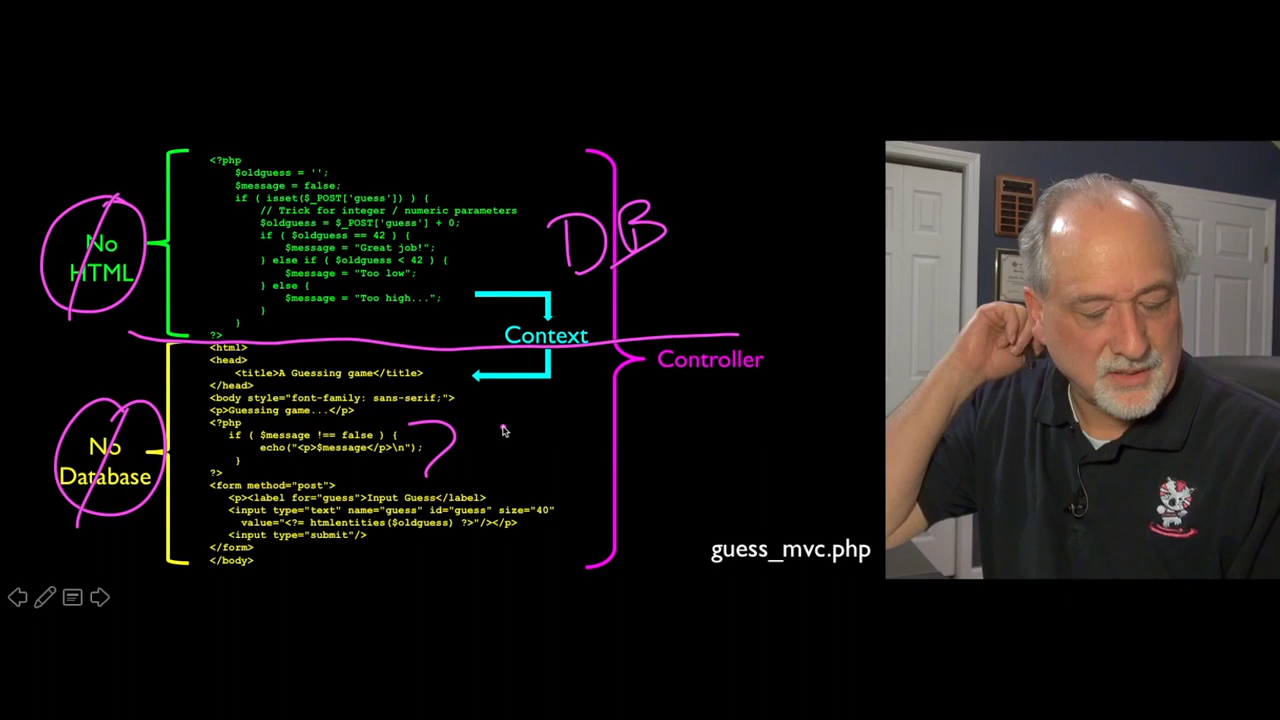 <?php
$oldguess = '';
$message = false;
if ( isset($_POST['guess']) ) {
// Trick for integer / numeric parameters
$oldguess = $_POST['guess'] + 0;
if ( $oldguess == 42 ) {
$message = "Great job!";
} else if ( $oldguess < 42 ) {
$message = "Too low";
} else {
$message = "Too high...";
}
}
?>
No
HTML
DB
Context
Controller
<html>
<head>
<title>A Guessing game</title>
</head>
<body style="font-family: sans-serif;">
<p>Guessing game...</p>
<?php
if ( $message !== false ) {
echo("<p>$message</p>\n");
}
?>
<form method="post">
<p><label for="guess">Input Guess</label>
<input type="text" name="guess" id="guess" size="40"
value="<?= htmlentities($oldguess) ?>"/></p>
<input type="submit"/>
</form>
</body>
No
Database
guess_mvc.php